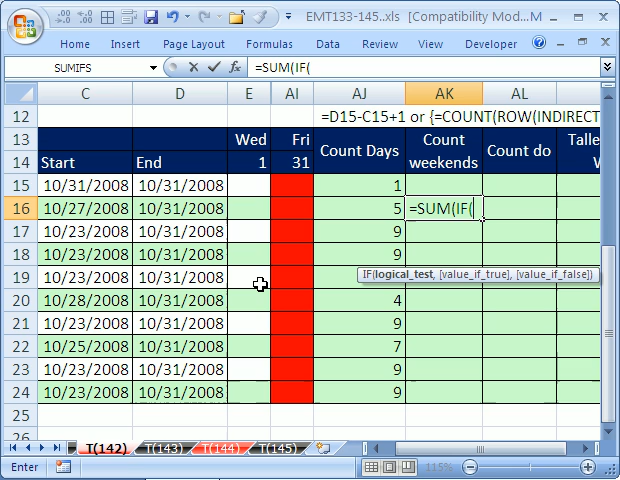 EMT133-145..xls [Compatibility Mod... M
Home Insert Page Layout Formulas Data Review View Developer
SUMIFS =SUM(IF(
C D E AI AJ AK AL
12 =D15-C15+1 or {=COUNT(ROW(INDIRECT
13 Wed Fri Count Days Count weekends Count do Talle
14 Start End 1 31 W
15 10/31/2008 10/31/2008 1
16 10/27/2008 10/31/2008 5 =SUM(IF(
17 10/23/2008 10/31/2008 9
18 10/23/2008 10/31/2008 9
19 10/23/2008 10/31/2008 IF(logical_test, [value_if_true], [value_if_false])
20 10/28/2008 10/31/2008 4
21 10/23/2008 10/31/2008 9
22 10/25/2008 10/31/2008 7
23 10/23/2008 10/31/2008 9
24 10/23/2008 10/31/2008 9
25
26
T(142) T(143) T(144) T(145)
Enter 115%